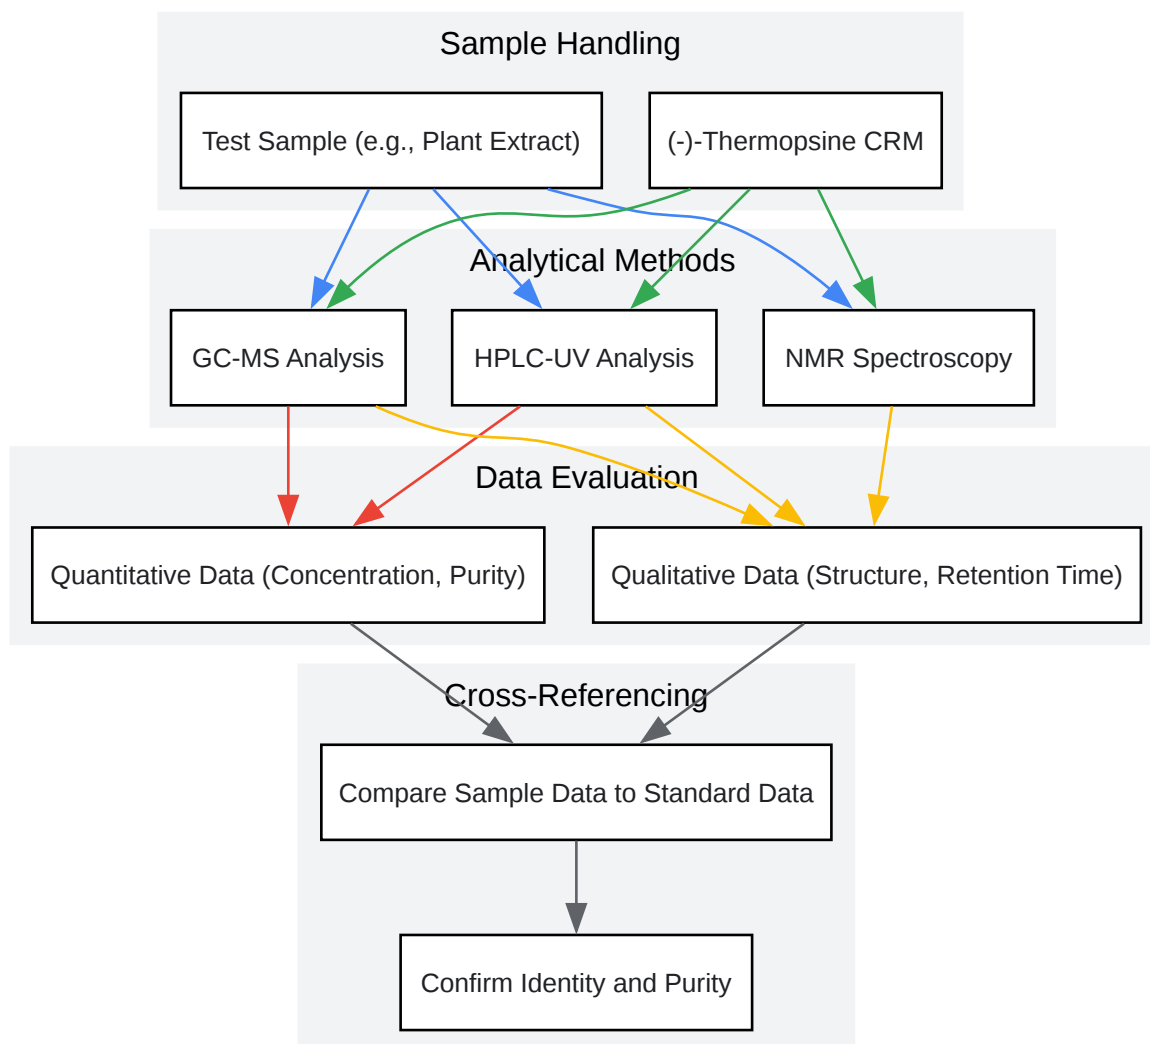 Sample Handling
Test Sample (e.g., Plant Extract)
(-)-Thermopsine CRM
Analytical Methods
GC-MS Analysis
HPLC-UV Analysis
NMR Spectroscopy
Data Evaluation
Quantitative Data (Concentration, Purity)
Qualitative Data (Structure, Retention Time)
Cross-Referencing
Compare Sample Data to Standard Data
Confirm Identity and Purity